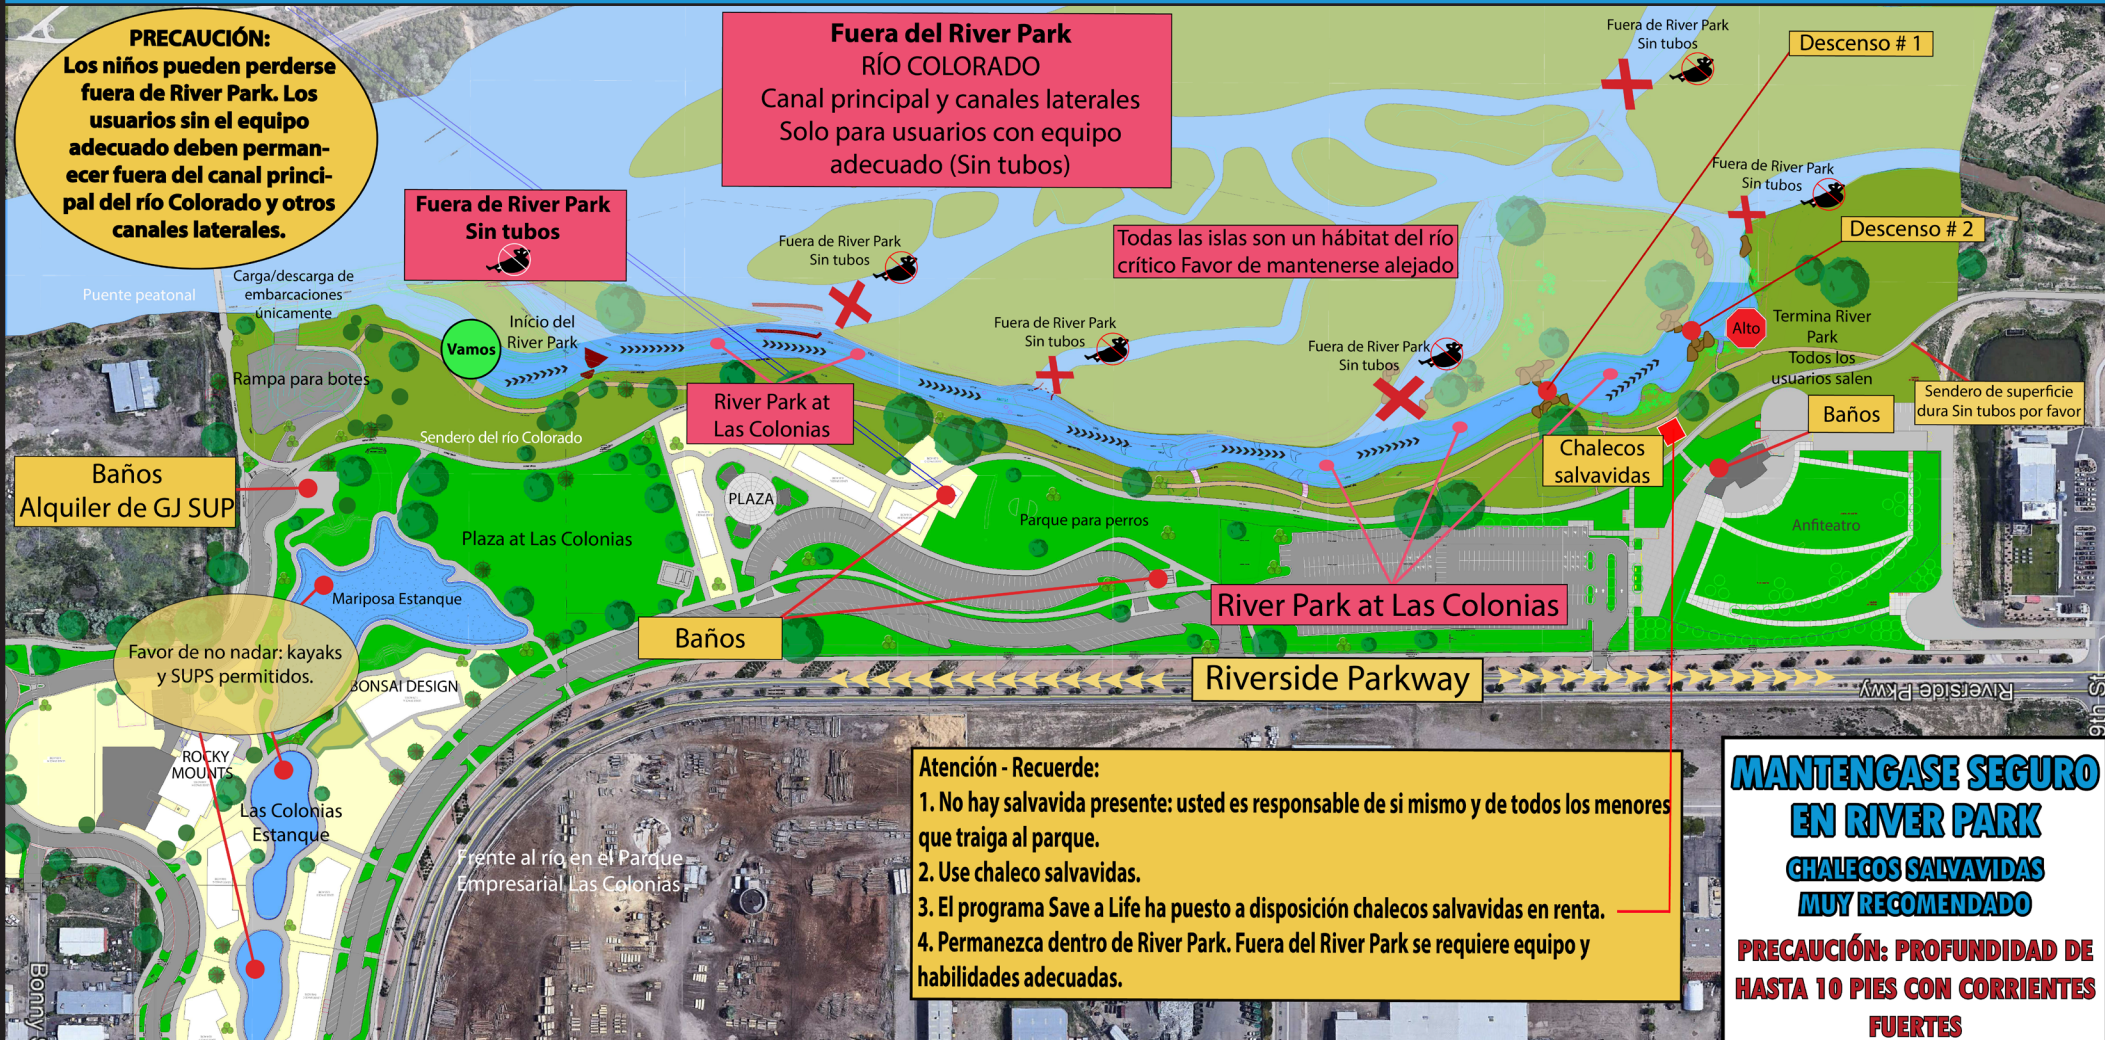 PRECAUCIÓN:
Los niños pueden perderse
fuera de River Park. Los
usuarios sin el equipo
adecuado deben perman-
ecer fuera del canal princi-
pal del río Colorado y otros
canales laterales.
Fuera del River Park
RÍO COLORADO
Canal principal y canales laterales
Solo para usuarios con equipo
adecuado (Sin tubos)
Fuera de River Park
Sin tubos
Descenso # 1
Fuera de River Park
Sin tubos
Fuera de River Park
Sin tubos
Descenso # 2
Fuera de River Park
Sin tubos
Todas las islas son un hábitat del río
crítico Favor de mantenerse alejado
Puente peatonal
Carga/descarga de
embarcaciones
únicamente
Vamos
Início del
River Park
Fuera de River Park
Sin tubos
Fuera de River Park
Sin tubos
Alto
Termina River
Park
Todos los
usuarios salen
Rampa para botes
River Park at
Las Colonias
Sendero de superficie
dura Sin tubos por favor
Baños
Sendero del río Colorado
Chalecos
salvavidas
Baños
Alquiler de GJ SUP
PLAZA
Parque para perros
Anfiteatro
Plaza at Las Colonias
Mariposa Estanque
River Park at Las Colonias
Baños
Favor de no nadar: kayaks
y SUPS permitidos.
BONSAI DESIGN
Riverside Parkway
Riverside Pkwy
9th St
ROCKY
MOUNTS
Las Colonias
Estanque
Frente al río en el Parque
Empresarial Las Colonias
Bonny
Atención - Recuerde:
1. No hay salvavida presente: usted es responsable de si mismo y de todos los menores
que traiga al parque.
2. Use chaleco salvavidas.
3. El programa Save a Life ha puesto a disposición chalecos salvavidas en renta.
4. Permanezca dentro de River Park. Fuera del River Park se requiere equipo y
habilidades adecuadas.
MANTENGASE SEGURO
EN RIVER PARK
CHALECOS SALVAVIDAS
MUY RECOMENDADO
PRECAUCIÓN: PROFUNDIDAD DE
HASTA 10 PIES CON CORRIENTES
FUERTES